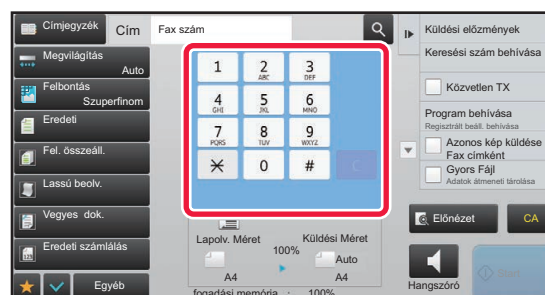 Címjegyzék
Cím
Fax szám
Megvilágítás
Auto
Felbontás
Szuperfinom
Eredeti
Fel. összeáll.
Lassú beolv.
Vegyes dok.
Eredeti számlálás
Egyéb
1
2
ABC
3
DEF
4
GHI
5
JKL
6
MNO
7
PQRS
8
TUV
9
WXYZ
0
#
C
Lapolv. Méret
100%
Küldési Méret
Auto
A4
A4
fogadási memória : 100%
Küldési előzmények
Keresési szám behívása
Közvetlen TX
Program behívása
Regisztrált beáll. behívása
Azonos kép küldése
Fax címként
Gyors Fájl
Adatok átmeneti tárolása
Előnézet
CA
Hangszóró
Start